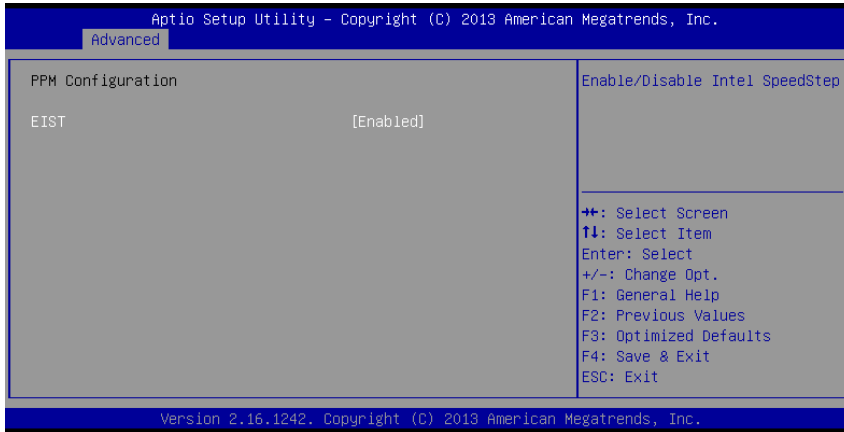 Aptio Setup Utility – Copyright (C) 2013 American Megatrends, Inc.
Advanced
PPM Configuration
EIST [Enabled]
Enable/Disable Intel SpeedStep
→←: Select Screen
↑↓: Select Item
Enter: Select
+/-: Change Opt.
F1: General Help
F2: Previous Values
F3: Optimized Defaults
F4: Save & Exit
ESC: Exit
Version 2.16.1242. Copyright (C) 2013 American Megatrends, Inc.